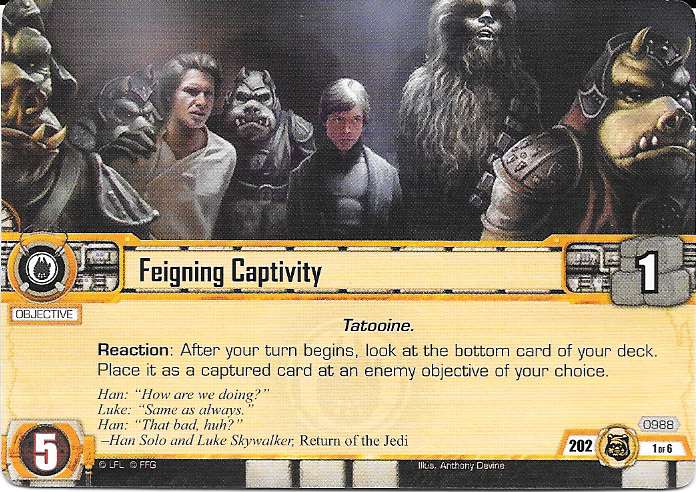 Feigning Captivity
1
OBJECTIVE
Tatooine.
Reaction: After your turn begins, look at the bottom card of your deck.
Place it as a captured card at an enemy objective of your choice.
Han: “How are we doing?”
Luke: “Same as always.”
Han: “That bad, huh?”
–Han Solo and Luke Skywalker, Return of the Jedi
5
0988
202
1 OF 6
© LFL © FFG
Illus. Anthony Devine